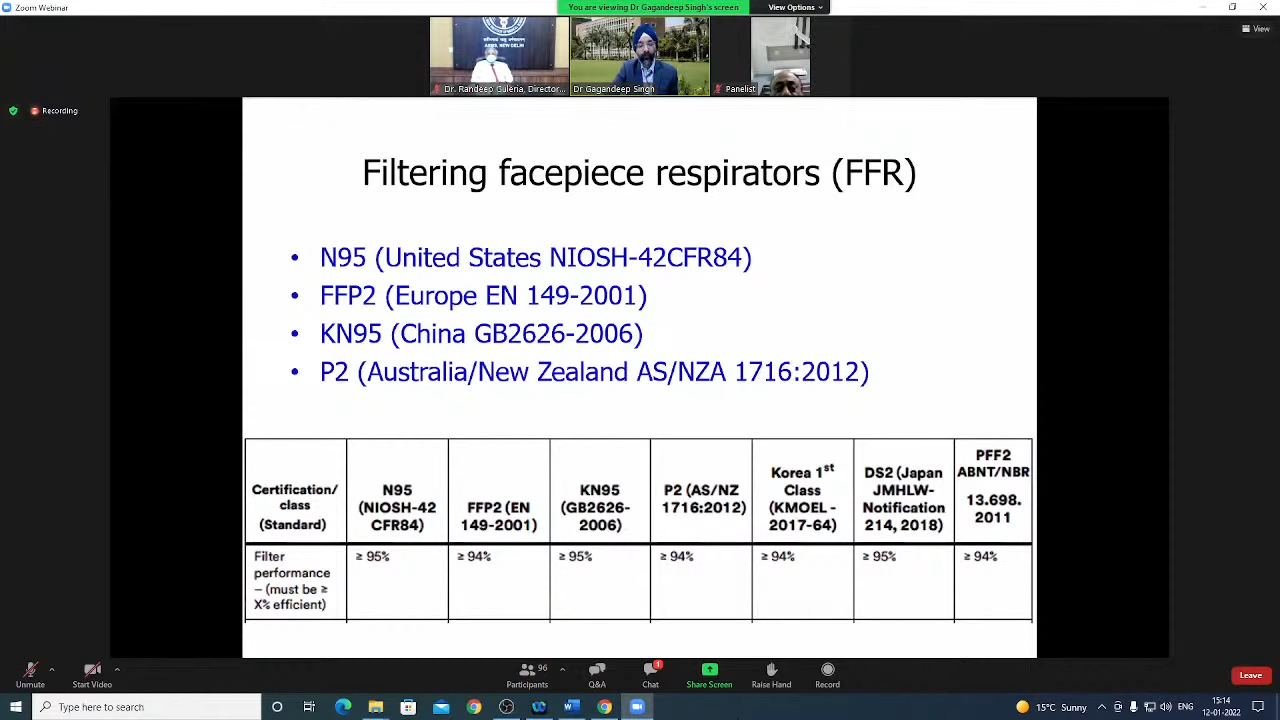 Zoom Webinar
You are viewing Dr Gagandeep Singh's screen
View Options
View
AIIMS, NEW DELHI
Dr. Randeep Guleria, Director...
Dr Gagandeep Singh
Panelist
Recording
Filtering facepiece respirators (FFR)
• N95 (United States NIOSH-42CFR84)
• FFP2 (Europe EN 149-2001)
• KN95 (China GB2626-2006)
• P2 (Australia/New Zealand AS/NZA 1716:2012)
Certification/
class
(Standard)
N95
(NIOSH-42
CFR84)
FFP2 (EN
149-2001)
KN95
(GB2626-
2006)
P2 (AS/NZ
1716:2012)
Korea 1st
Class
(KMOEL -
2017-64)
DS2 (Japan
JMHLW-
Notification
214, 2018)
PFF2
ABNT/NBR
13.698.
2011
Filter
performance
– (must be ≥
X% efficient)
≥ 95%
≥ 94%
≥ 95%
≥ 94%
≥ 94%
≥ 95%
≥ 94%
Unmute
Start Video
96
Participants
Q&A
1
Chat
Share Screen
Raise Hand
Record
Leave
Type here to search
15°C Sunny
ENG
15:14
12-01-2022